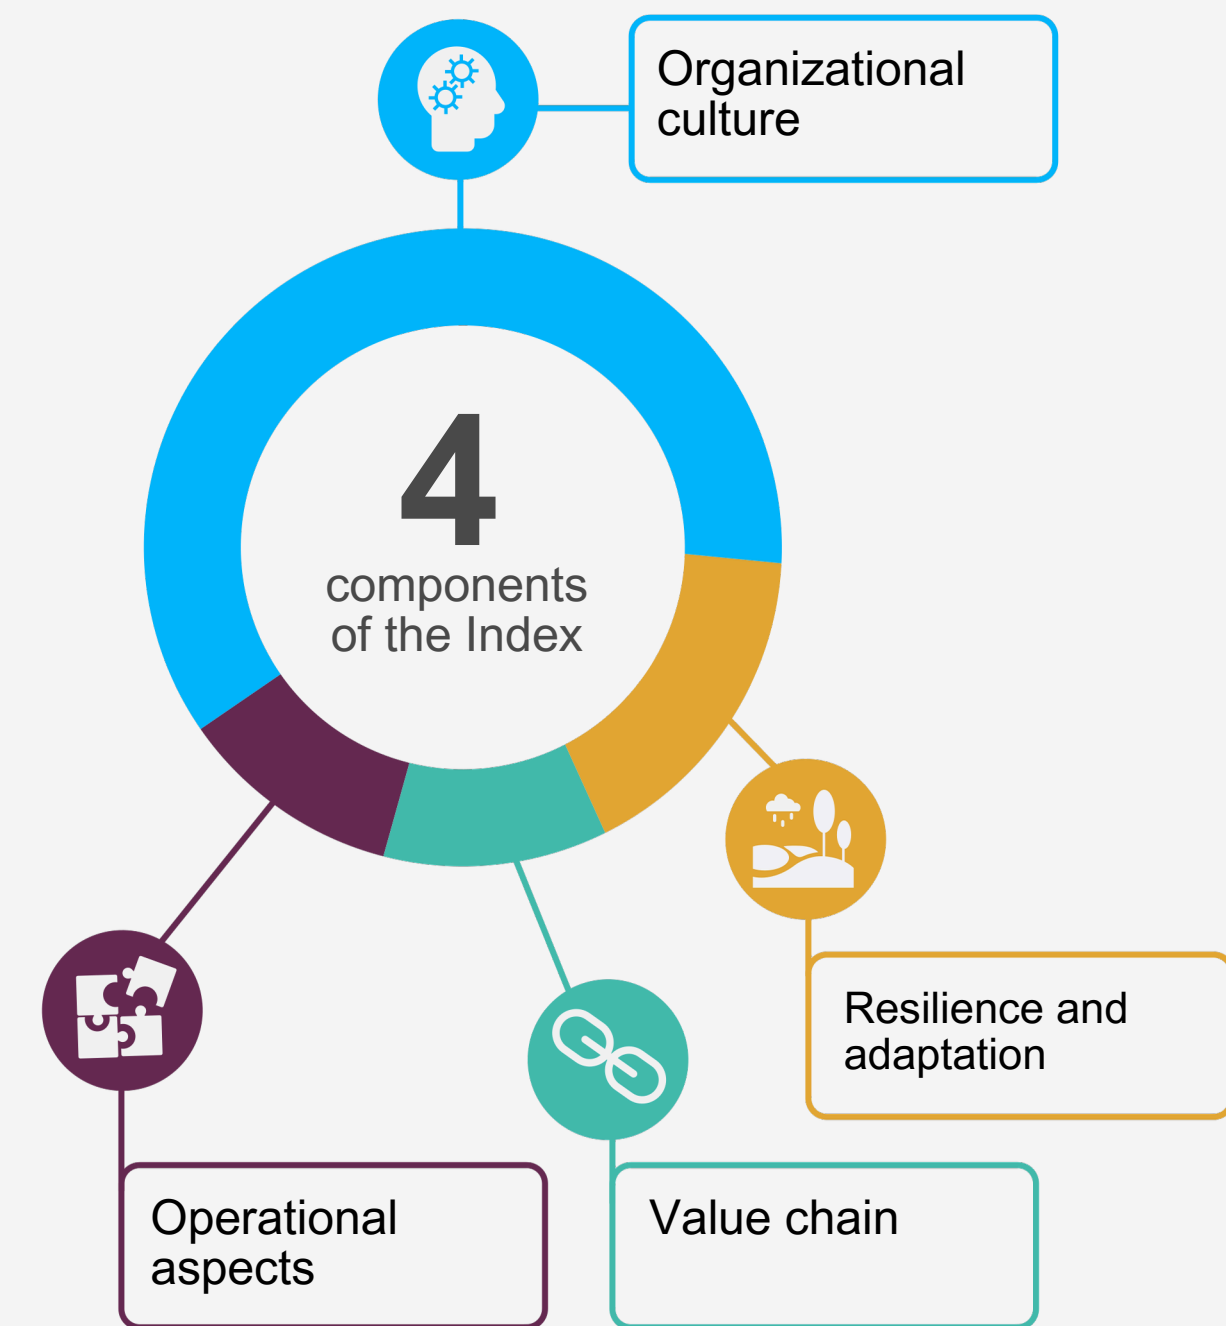 Organizational
culture
4
components
of the Index
Resilience and
adaptation
Operational
aspects
Value chain